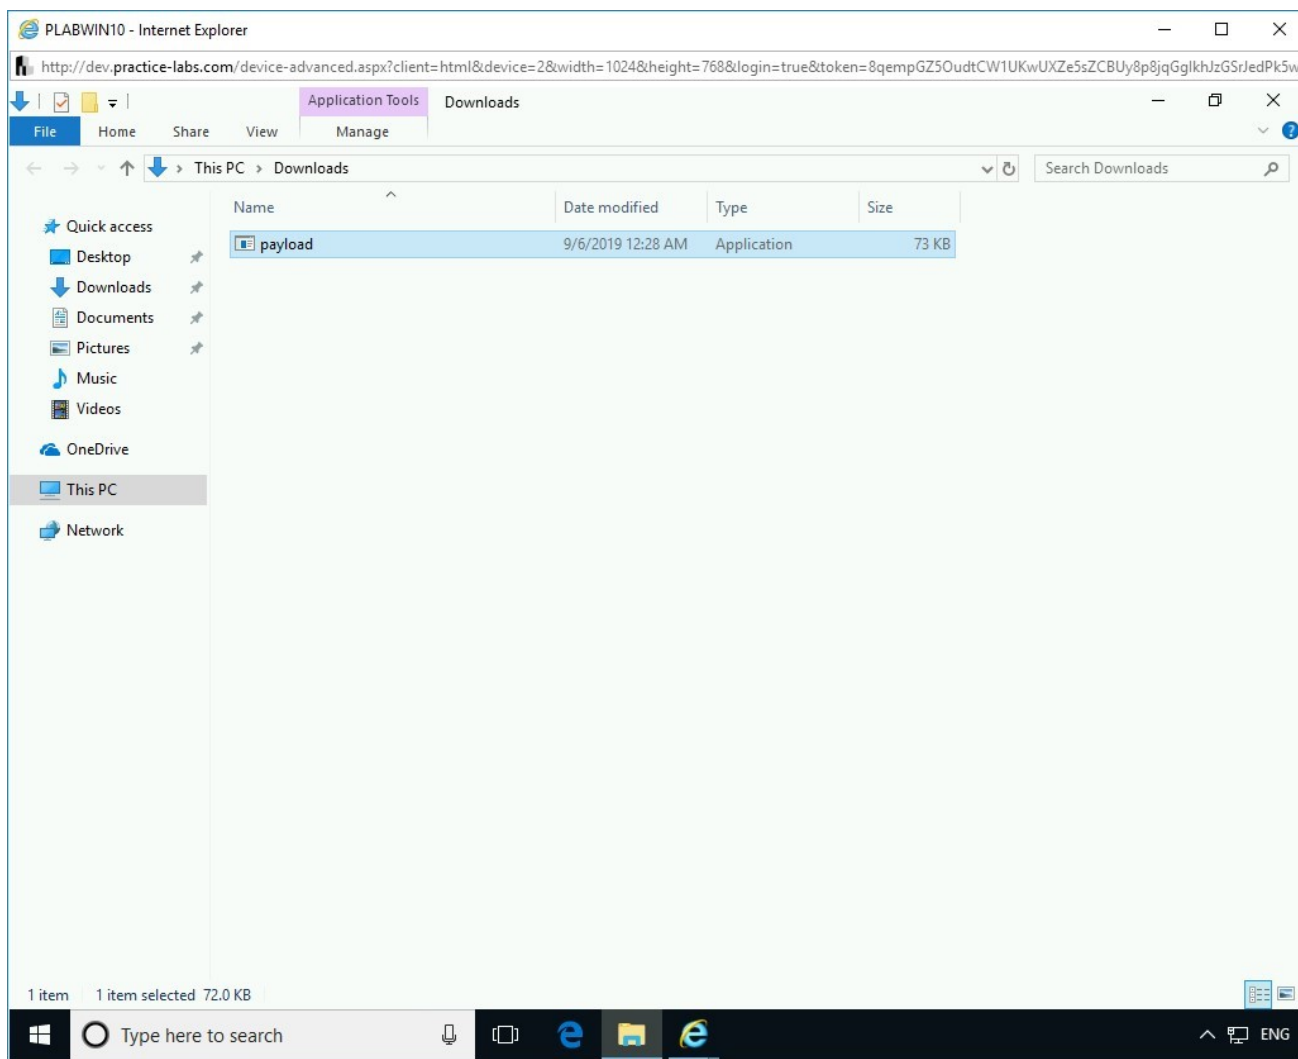 PLABWIN10 - Internet Explorer
http://dev.practice-labs.com/device-advanced.aspx?client=html&device=2&width=1024&height=768&login=true&token=8qempGZ5OudtCW1UKwUXZe5sZCBUy8p8jqGglkhJzGSrJedPk5w
Application Tools Downloads
File Home Share View Manage
This PC > Downloads
Search Downloads
Name Date modified Type Size
payload 9/6/2019 12:28 AM Application 73 KB
Quick access
Desktop
Downloads
Documents
Pictures
Music
Videos
OneDrive
This PC
Network
1 item 1 item selected 72.0 KB
Type here to search
ENG